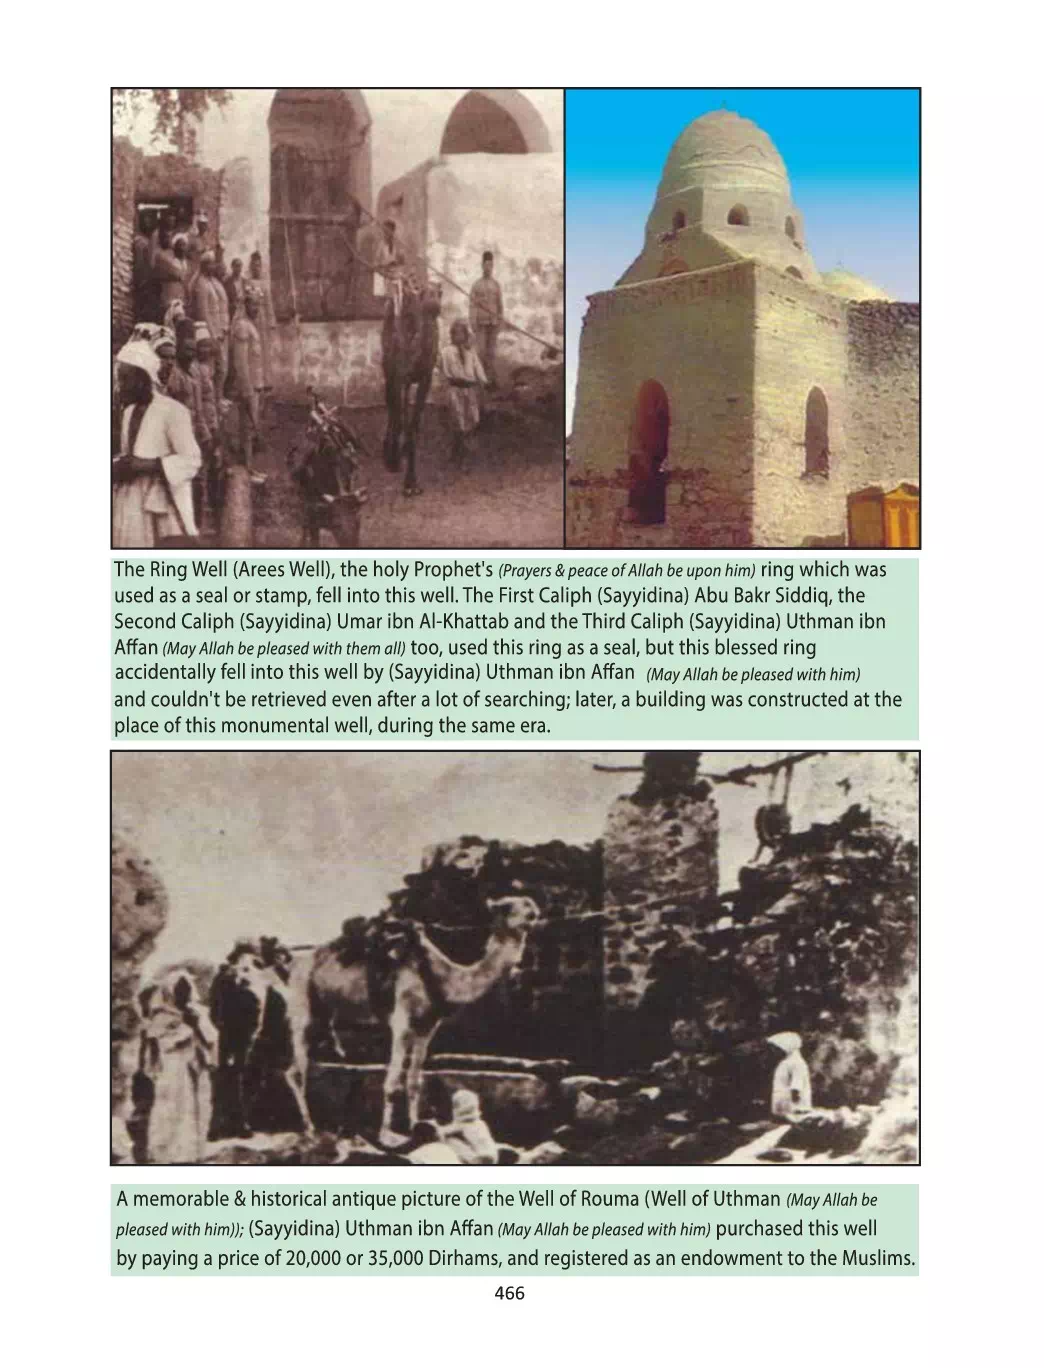 The Ring Well (Arees Well), the holy Prophet's (Prayers & peace of Allah be upon him) ring which was
used as a seal or stamp, fell into this well. The First Caliph (Sayyidina) Abu Bakr Siddiq, the
Second Caliph (Sayyidina) Umar ibn Al-Khattab and the Third Caliph (Sayyidina) Uthman ibn
Affan (May Allah be pleased with them all) too, used this ring as a seal, but this blessed ring
accidentally fell into this well by (Sayyidina) Uthman ibn Affan (May Allah be pleased with him)
and couldn't be retrieved even after a lot of searching; later, a building was constructed at the
place of this monumental well, during the same era.
A memorable & historical antique picture of the Well of Rouma (Well of Uthman (May Allah be
pleased with him)); (Sayyidina) Uthman ibn Affan (May Allah be pleased with him) purchased this well
by paying a price of 20,000 or 35,000 Dirhams, and registered as an endowment to the Muslims.
466